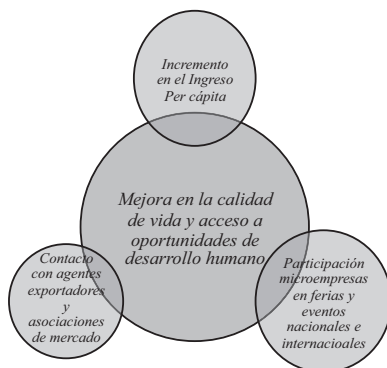 Incremento
en el Ingreso
Per cápita
Mejora en la calidad
de vida y acceso a
oportunidades de
desarrollo humano
Contacto
con agentes
exportadores
y
asociaciones
de mercado
Participación
microempresas
en ferias y
eventos
nacionales e
internacioales